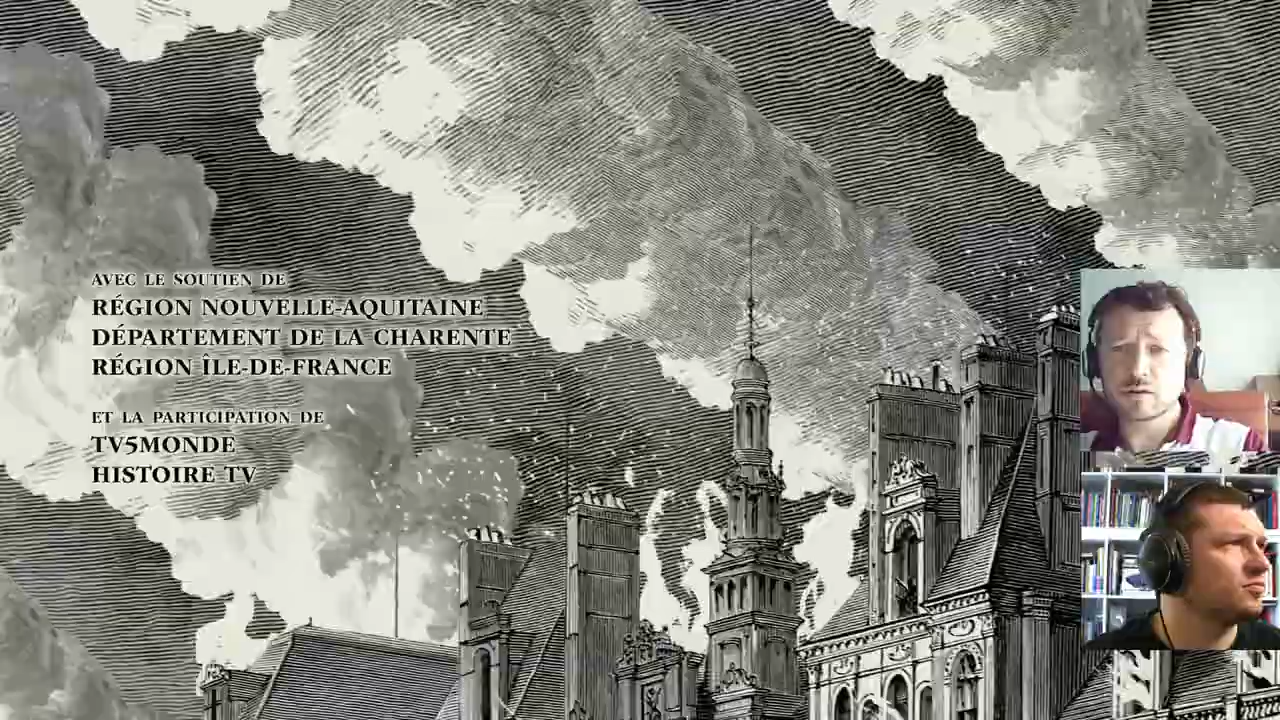 AVEC LE SOUTIEN DE
RÉGION NOUVELLE-AQUITAINE
DÉPARTEMENT DE LA CHARENTE
RÉGION ÎLE-DE-FRANCE
ET LA PARTICIPATION DE
TV5MONDE
HISTOIRE TV